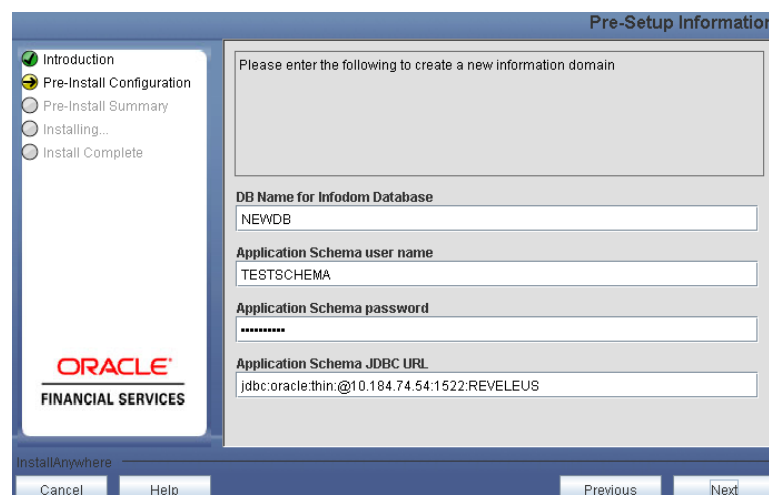 Pre-Setup Information
Introduction
Pre-Install Configuration
Pre-Install Summary
Installing...
Install Complete
Please enter the following to create a new information domain
DB Name for Infodom Database
NEWDB
Application Schema user name
TESTSCHEMA
Application Schema password
••••••••••
Application Schema JDBC URL
jdbc:oracle:thin:@10.184.74.54:1522:REVELEUS
ORACLE
FINANCIAL SERVICES
InstallAnywhere
Cancel
Help
Previous
Next